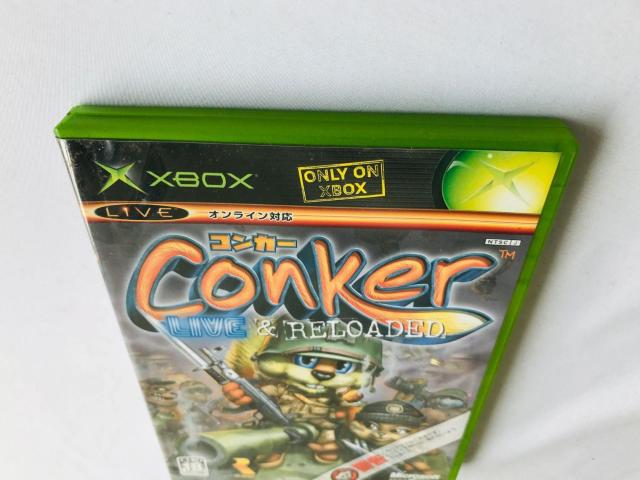 XBOX
ONLY ON
XBOX
LIVE オンライン対応
NTSC J
コンカー
Conker TM
LIVE & RELOADED
Microsoft